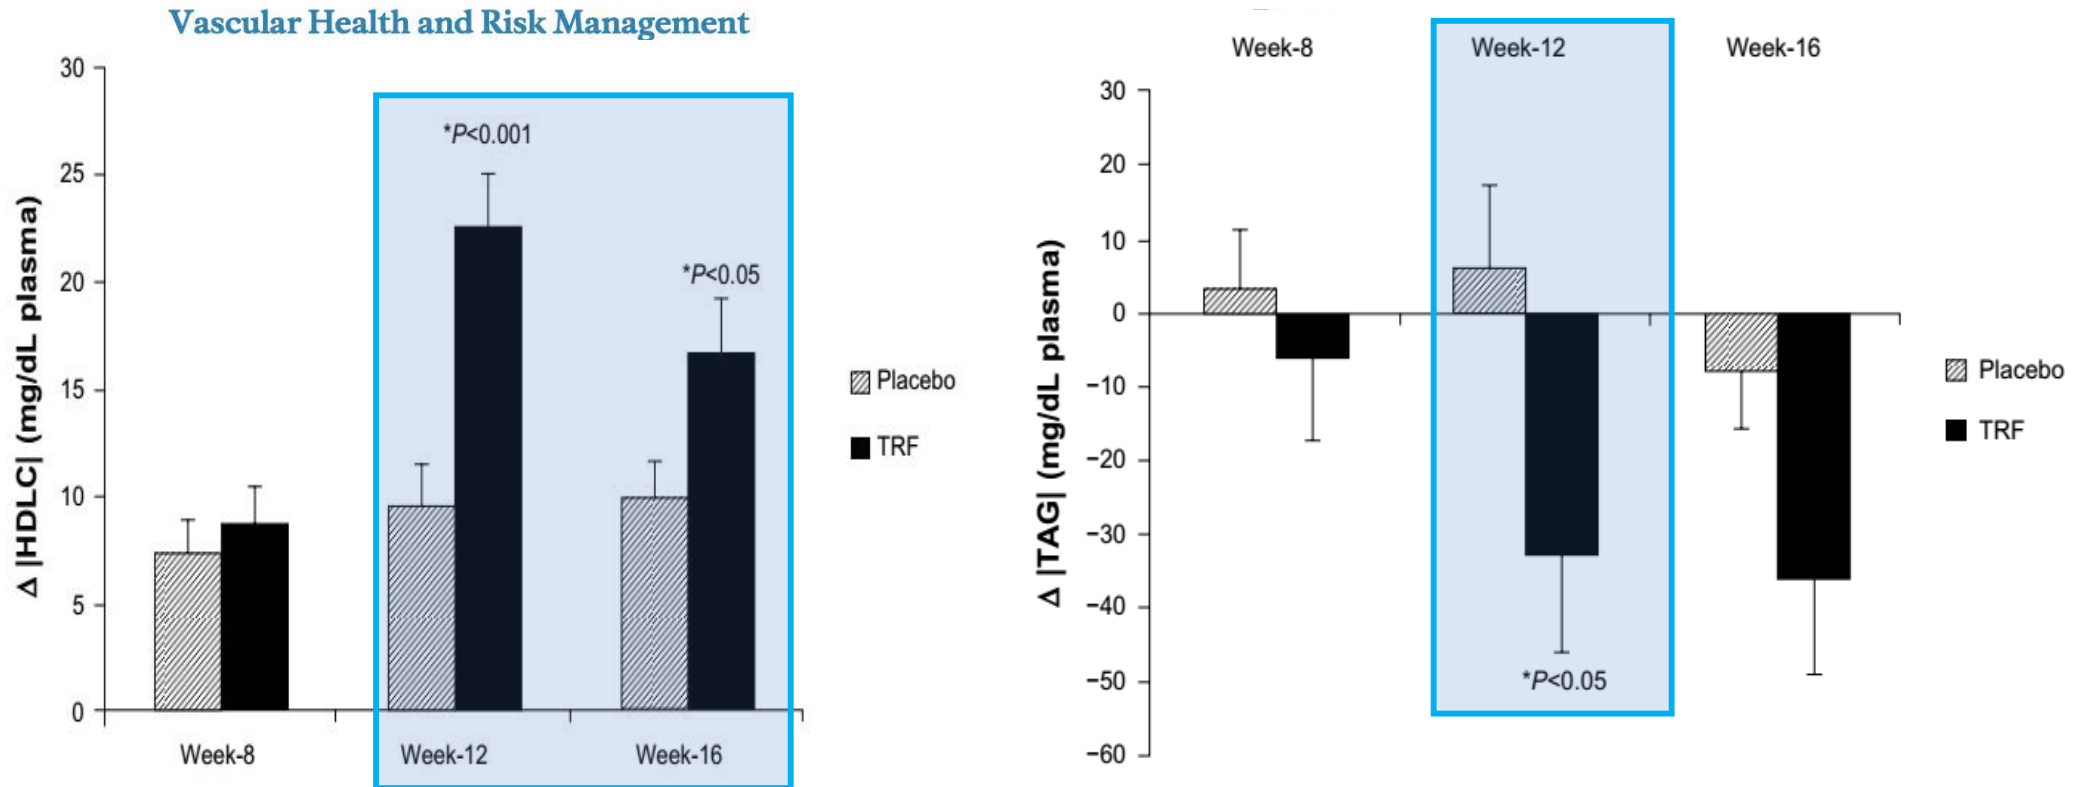 Vascular Health and Risk Management
Δ |HDLC| (mg/dL plasma)
30
25
20
15
10
5
0
*P<0.001
*P<0.05
Week-8
Week-12
Week-16
Placebo
TRF
Week-8
Week-12
Week-16
Δ |TAG| (mg/dL plasma)
30
20
10
0
−10
−20
−30
−40
−50
−60
*P<0.05
Placebo
TRF